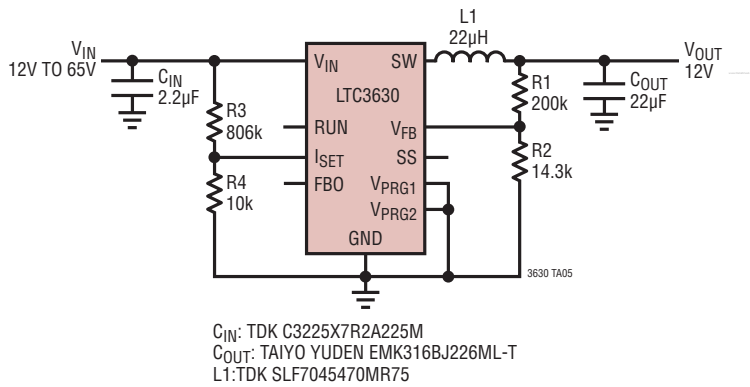 L1
22µH
VIN
12V TO 65V
CIN
2.2µF
R3
806k
R4
10k
VIN
SW
LTC3630
RUN
VFB
ISET
SS
FBO
VPRG1
VPRG2
GND
R1
200k
R2
14.3k
VOUT
12V
COUT
22µF
3630 TA05
CIN: TDK C3225X7R2A225M
COUT: TAIYO YUDEN EMK316BJ226ML-T
L1:TDK SLF7045470MR75